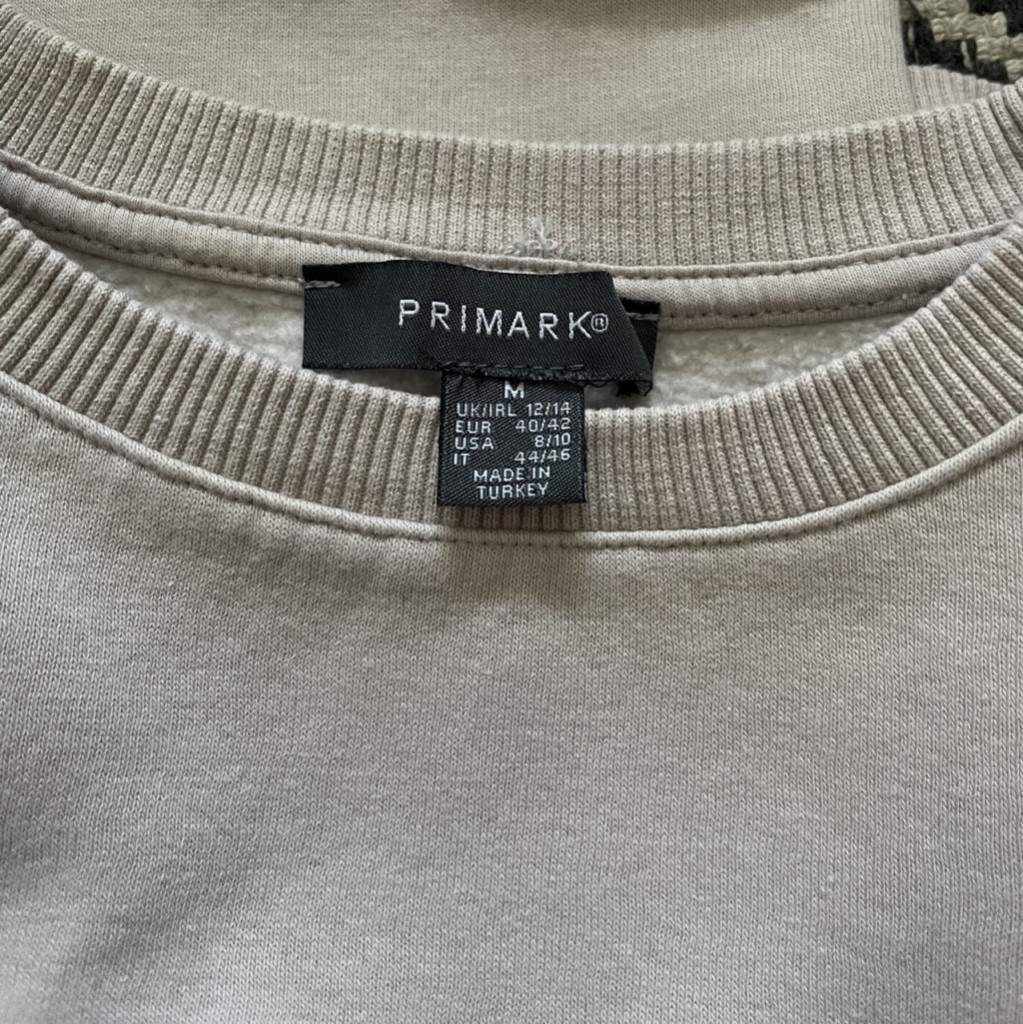 PRIMARK®
M
UK/IRL 12/14
EUR 40/42
USA 8/10
IT 44/46
MADE IN
TURKEY